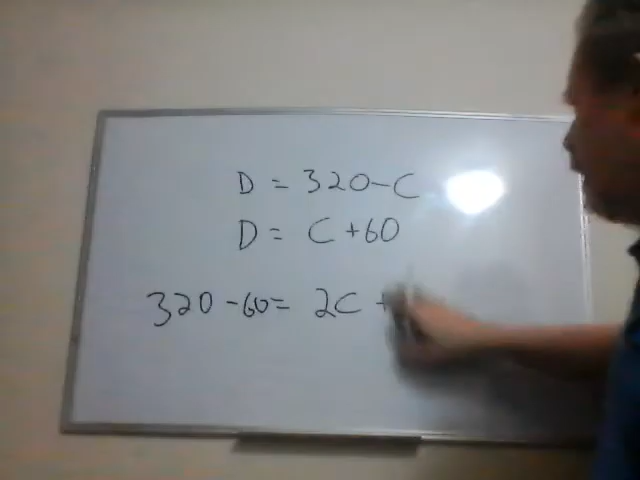 D = 320-C
D = C+60
320-60= 2C +